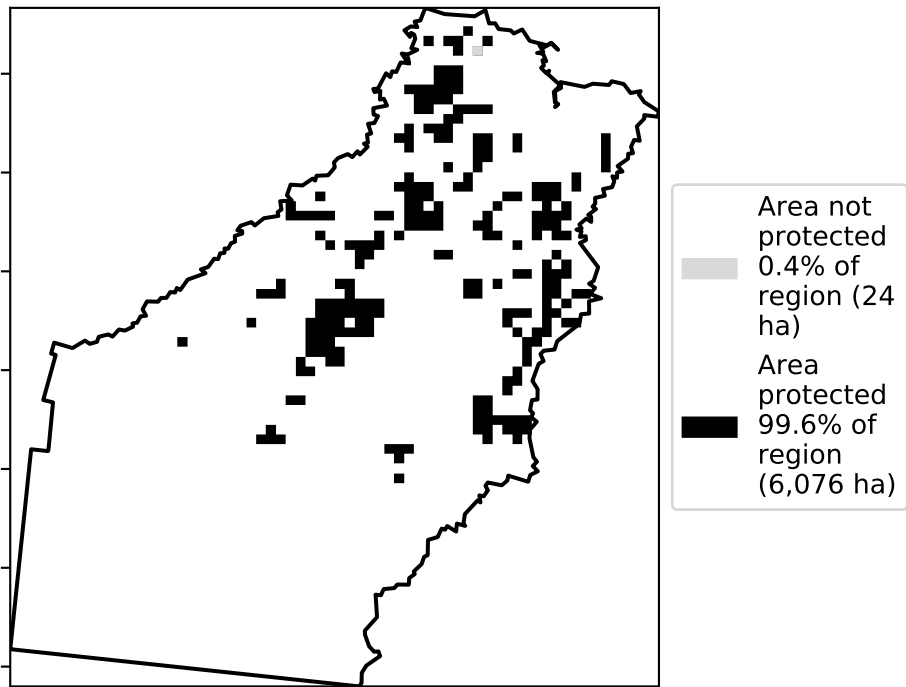 Area not
protected
0.4% of
region (24
ha)
Area
protected
99.6% of
region
(6,076 ha)